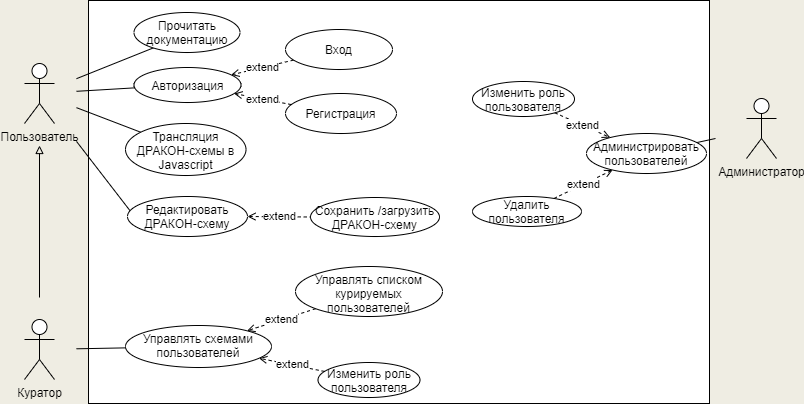 Прочитать
документацию
Вход
extend
Авторизация
extend
Регистрация
Пользователь
Трансляция
ДРАКОН-схемы в
Javascript
Редактировать
ДРАКОН-схему
extend
Сохранить /загрузить
ДРАКОН-схему
Изменить роль
пользователя
extend
Администрировать
пользователей
extend
Удалить
пользователя
Администратор
Управлять списком
курируемых
пользователей
extend
Управлять схемами
пользователей
extend
Изменить роль
пользователя
Куратор